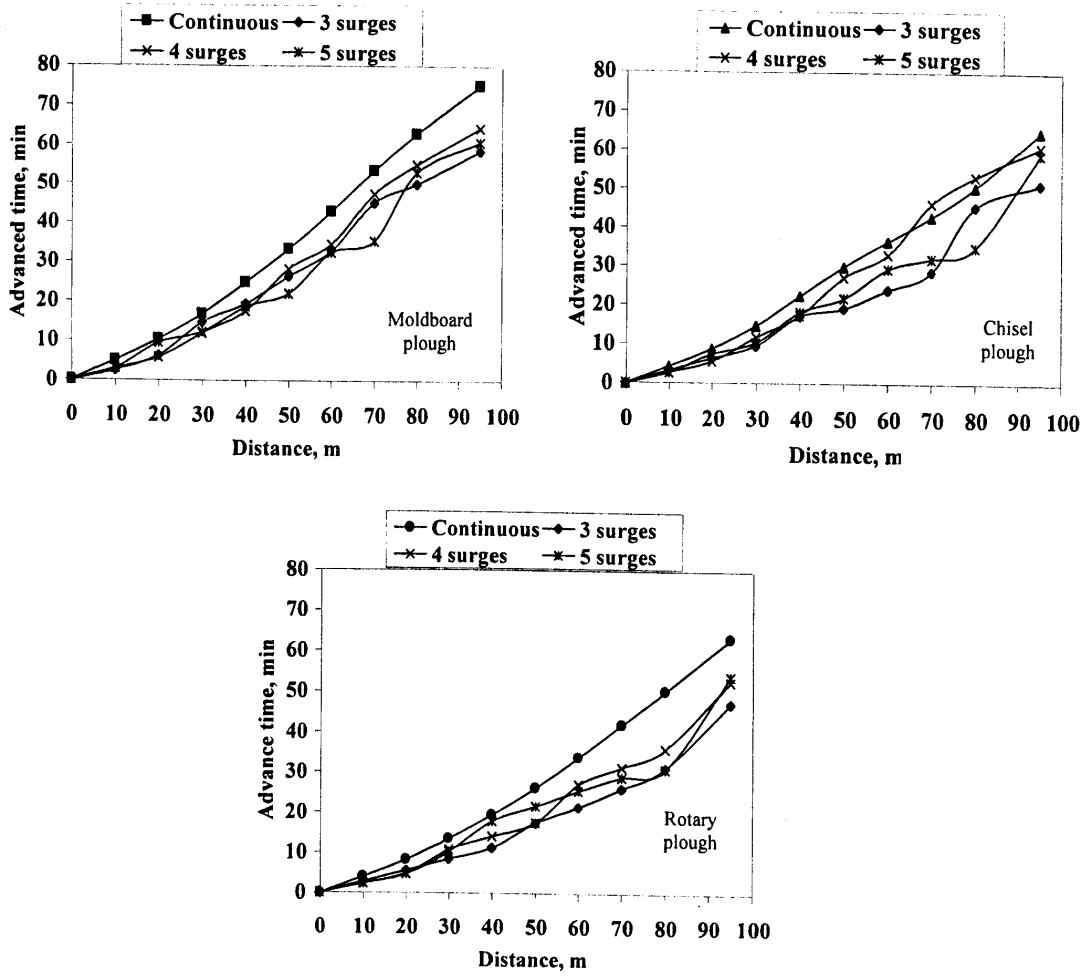 Continuous 3 surges
4 surges 5 surges
80
70
60
50
40
30
20
10
0
Advanced time, min
Moldboard
plough
0 10 20 30 40 50 60 70 80 90 100
Distance, m
Continuous 3 surges
4 surges 5 surges
80
70
60
50
40
30
20
10
0
Advanced time, min
Chisel
plough
0 10 20 30 40 50 60 70 80 90 100
Distance, m
Continuous 3 surges
4 surges 5 surges
80
70
60
50
40
30
20
10
0
Advance time, min
Rotary
plough
0 10 20 30 40 50 60 70 80 90 100
Distance, m